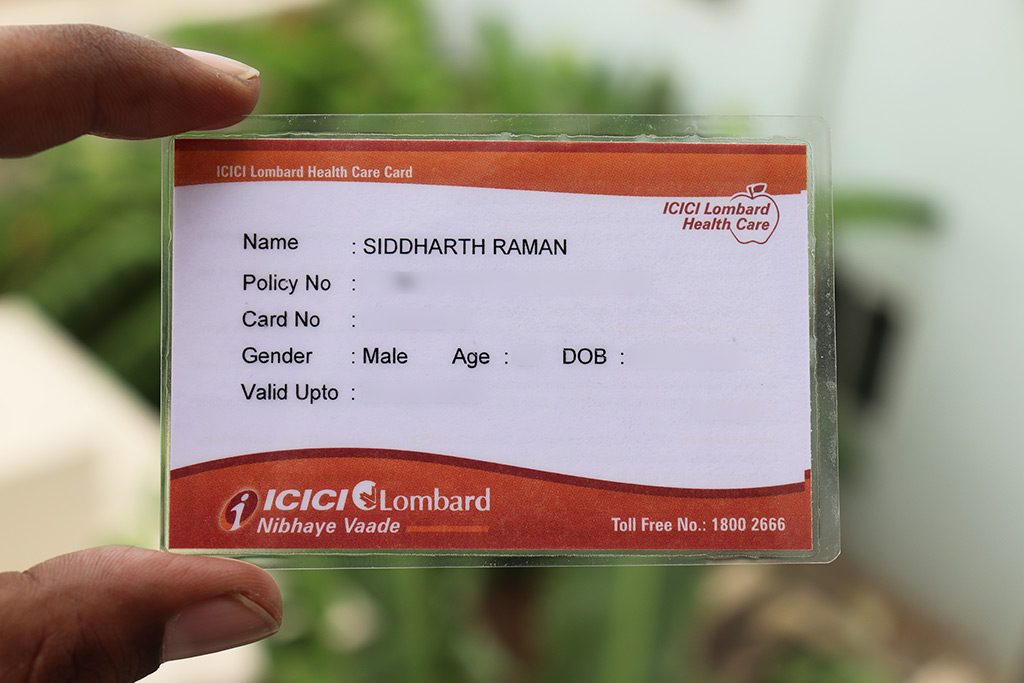 ICICI Lombard Health Care Card
ICICI Lombard
Health Care
Name : SIDDHARTH RAMAN
Policy No :
Card No :
Gender : Male Age : DOB :
Valid Upto :
ICICI Lombard
Nibhaye Vaade
Toll Free No.: 1800 2666